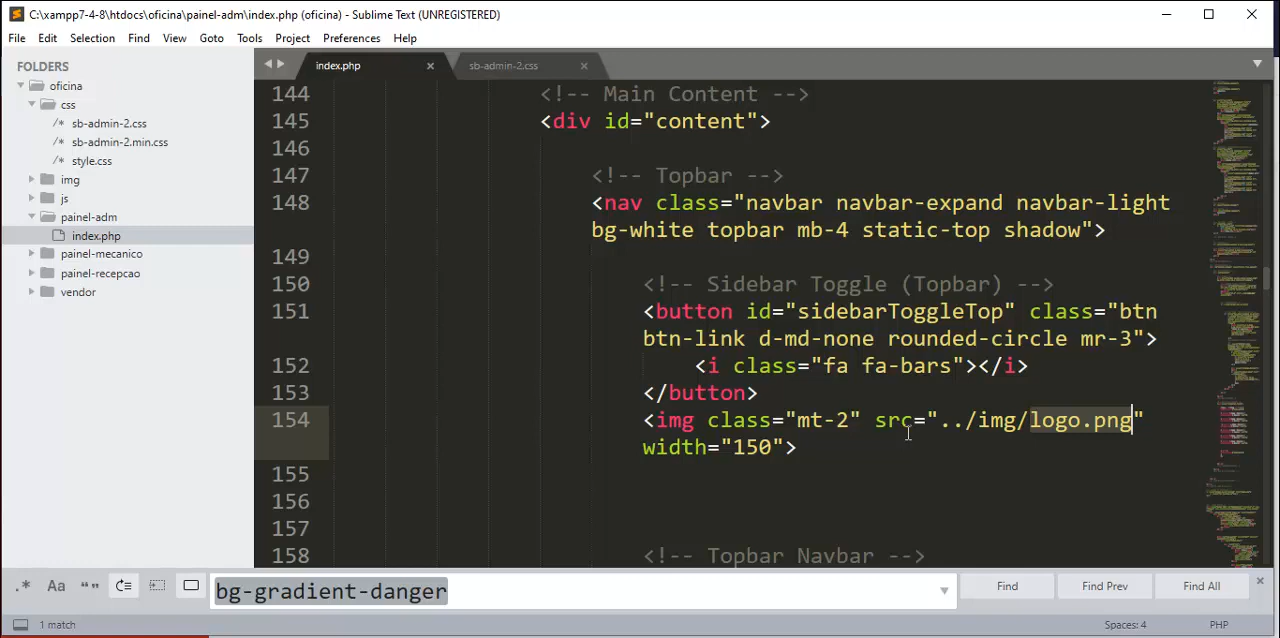 C:\xampp7-4-8\htdocs\oficina\painel-adm\index.php (oficina) - Sublime Text (UNREGISTERED)
File Edit Selection Find View Goto Tools Project Preferences Help
FOLDERS
oficina
css
/* sb-admin-2.css
/* sb-admin-2.min.css
/* style.css
img
js
painel-adm
index.php
painel-mecanico
painel-recepcao
vendor
index.php
sb-admin-2.css
144 <!-- Main Content -->
145 <div id="content">
146
147 <!-- Topbar -->
148 <nav class="navbar navbar-expand navbar-light
bg-white topbar mb-4 static-top shadow">
149
150 <!-- Sidebar Toggle (Topbar) -->
151 <button id="sidebarToggleTop" class="btn
btn-link d-md-none rounded-circle mr-3">
152 <i class="fa fa-bars"></i>
153 </button>
154 <img class="mt-2" src="../img/logo.png"
width="150">
155
156
157
158 <!-- Topbar Navbar -->
.* Aa “” bg-gradient-danger Find Find Prev Find All
1 match Spaces: 4 PHP